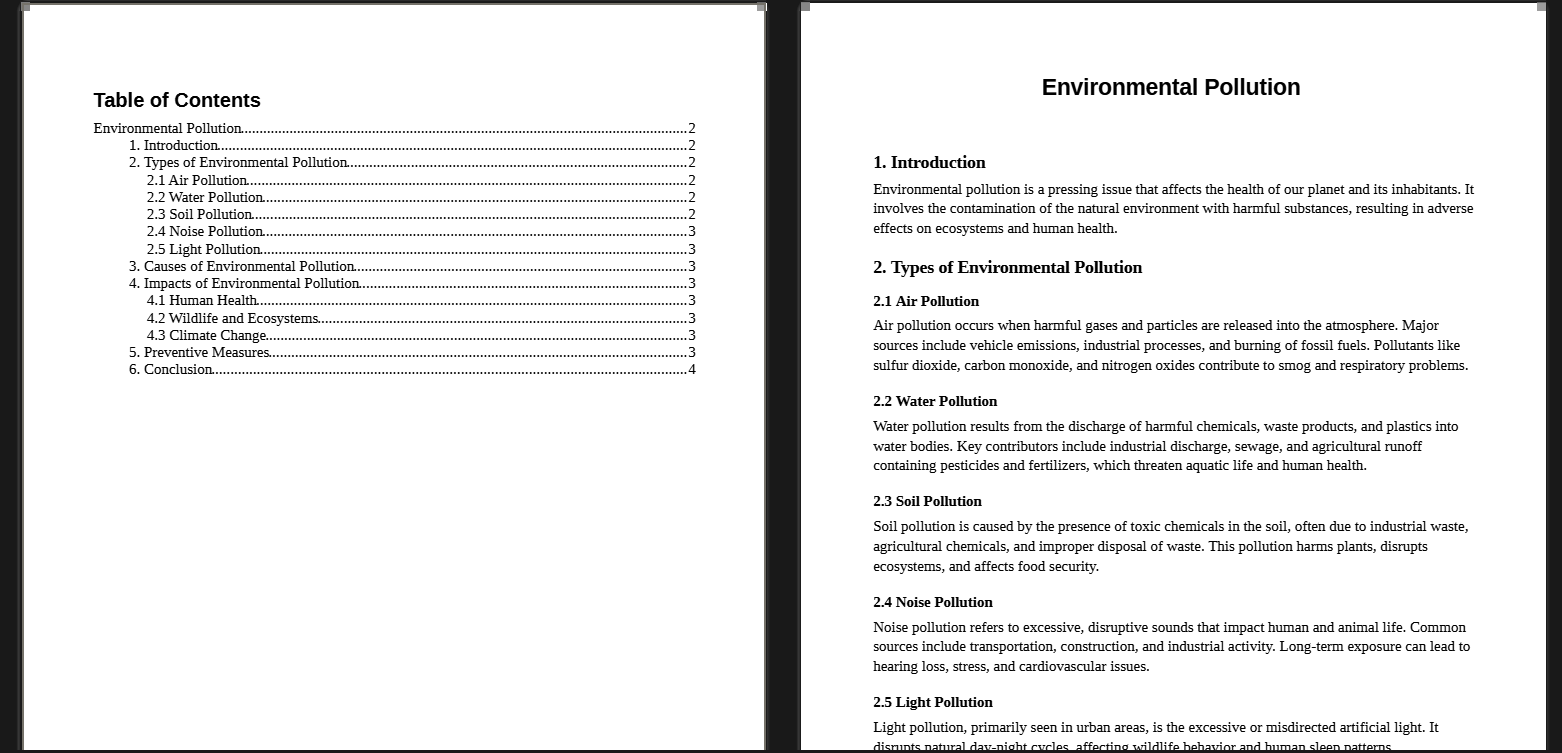 Table of Contents
Environmental Pollution 2
1. Introduction 2
2. Types of Environmental Pollution 2
2.1 Air Pollution 2
2.2 Water Pollution 2
2.3 Soil Pollution 2
2.4 Noise Pollution 3
2.5 Light Pollution 3
3. Causes of Environmental Pollution 3
4. Impacts of Environmental Pollution 3
4.1 Human Health 3
4.2 Wildlife and Ecosystems 3
4.3 Climate Change 3
5. Preventive Measures 3
6. Conclusion 4
Environmental Pollution
1. Introduction
Environmental pollution is a pressing issue that affects the health of our planet and its inhabitants. It
involves the contamination of the natural environment with harmful substances, resulting in adverse
effects on ecosystems and human health.
2. Types of Environmental Pollution
2.1 Air Pollution
Air pollution occurs when harmful gases and particles are released into the atmosphere. Major
sources include vehicle emissions, industrial processes, and burning of fossil fuels. Pollutants like
sulfur dioxide, carbon monoxide, and nitrogen oxides contribute to smog and respiratory problems.
2.2 Water Pollution
Water pollution results from the discharge of harmful chemicals, waste products, and plastics into
water bodies. Key contributors include industrial discharge, sewage, and agricultural runoff
containing pesticides and fertilizers, which threaten aquatic life and human health.
2.3 Soil Pollution
Soil pollution is caused by the presence of toxic chemicals in the soil, often due to industrial waste,
agricultural chemicals, and improper disposal of waste. This pollution harms plants, disrupts
ecosystems, and affects food security.
2.4 Noise Pollution
Noise pollution refers to excessive, disruptive sounds that impact human and animal life. Common
sources include transportation, construction, and industrial activity. Long-term exposure can lead to
hearing loss, stress, and cardiovascular issues.
2.5 Light Pollution
Light pollution, primarily seen in urban areas, is the excessive or misdirected artificial light. It
disrupts natural day-night cycles, affecting wildlife behavior and human sleep patterns.